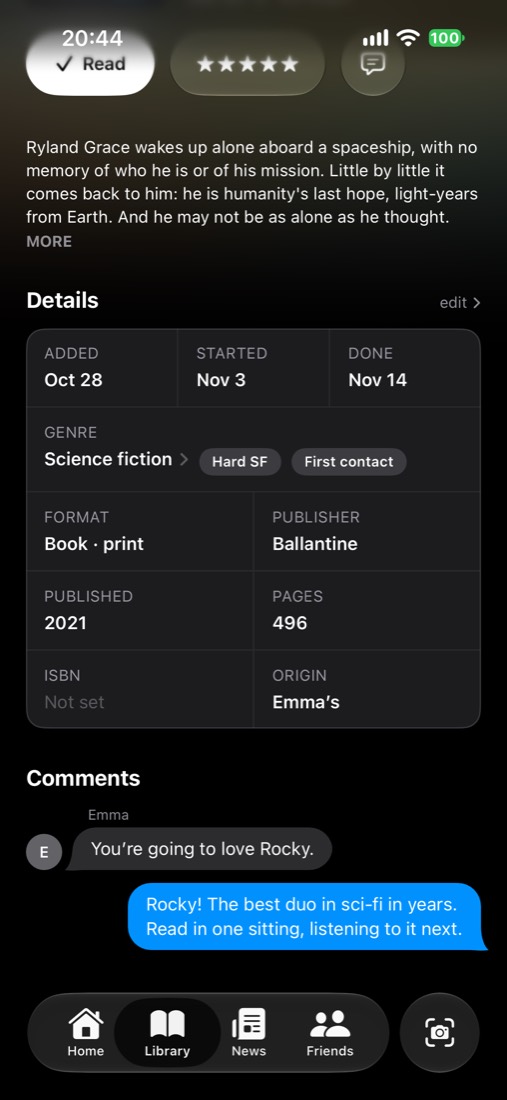 20:44
100
Read
Ryland Grace wakes up alone aboard a spaceship, with no
memory of who he is or of his mission. Little by little it
comes back to him: he is humanity's last hope, light-years
from Earth. And he may not be as alone as he thought.
MORE
Details
edit
ADDED
Oct 28
STARTED
Nov 3
DONE
Nov 14
GENRE
Science fiction
Hard SF
First contact
FORMAT
Book · print
PUBLISHER
Ballantine
PUBLISHED
2021
PAGES
496
ISBN
Not set
ORIGIN
Emma’s
Comments
Emma
E
You’re going to love Rocky.
Rocky! The best duo in sci-fi in years.
Read in one sitting, listening to it next.
Home
Library
News
Friends